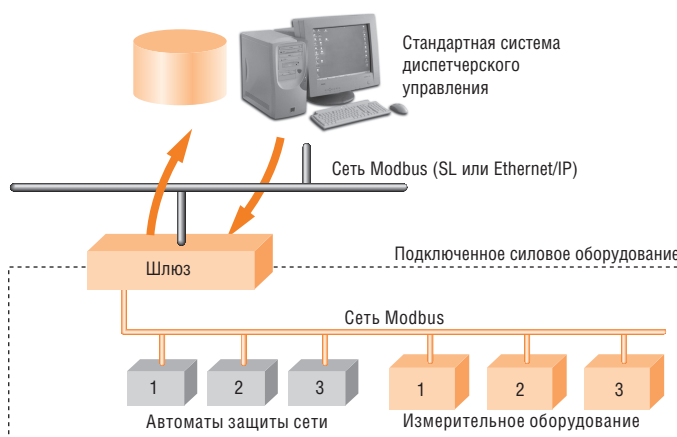 Стандартная система
диспетчерского
управления
Сеть Modbus (SL или Ethernet/IP)
Шлюз
Подключенное силовое оборудование
Сеть Modbus
1 2 3 1 2 3
Автоматы защиты сети Измерительное оборудование